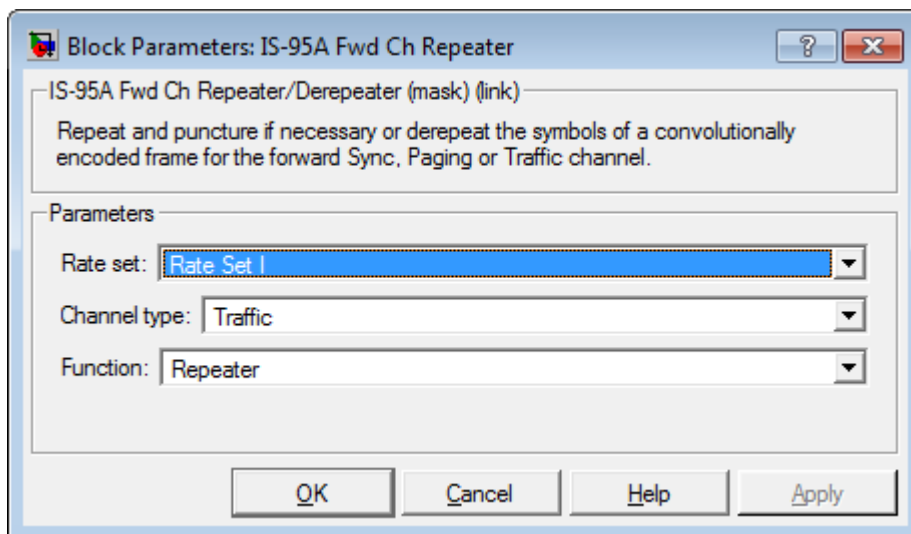 Block Parameters: IS-95A Fwd Ch Repeater
IS-95A Fwd Ch Repeater/Derepeater (mask) (link)
Repeat and puncture if necessary or derepeat the symbols of a convolutionally
encoded frame for the forward Sync, Paging or Traffic channel.
Parameters
Rate set: Rate Set I
Channel type: Traffic
Function: Repeater
OK Cancel Help Apply